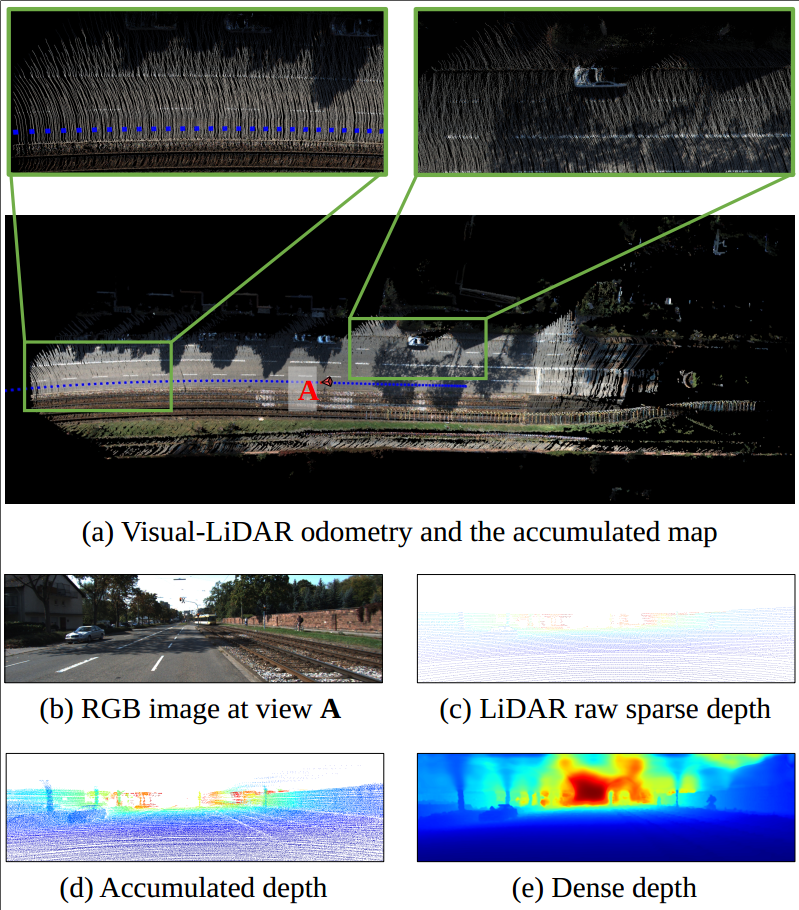 A
(a) Visual-LiDAR odometry and the accumulated map
(b) RGB image at view A
(c) LiDAR raw sparse depth
(d) Accumulated depth
(e) Dense depth